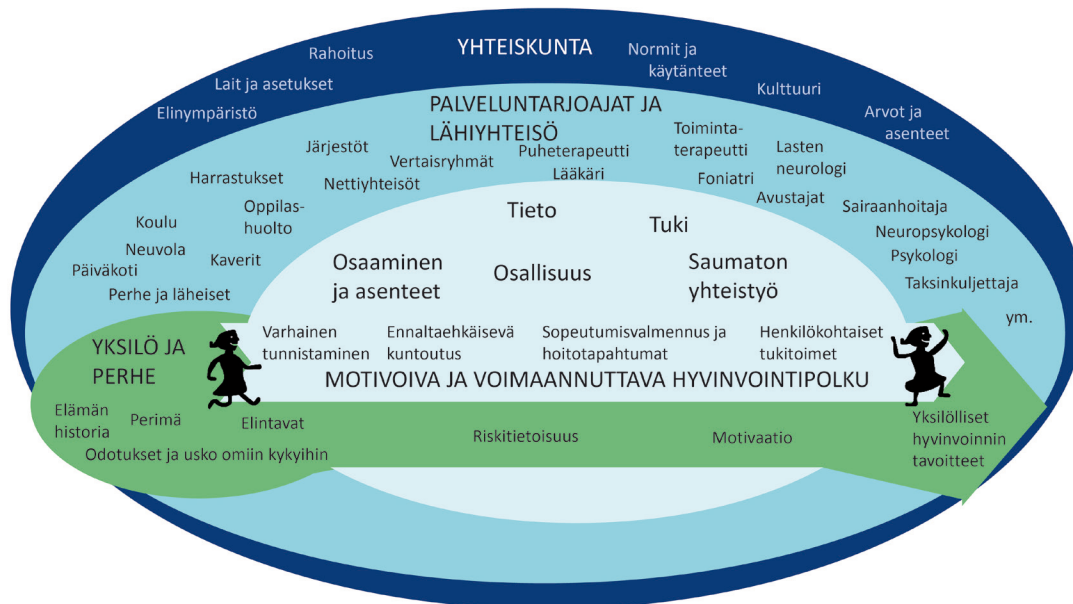 YHTEISKUNTA
Rahoitus
Lait ja asetukset
Elinympäristö
Normit ja
käytänteet
Kulttuuri
Arvot ja
asenteet
PALVELUNTARJOAJAT JA
LÄHIYHTEISÖ
Järjestöt
Vertaisryhmät
Puheterapeutti
Lääkäri
Toiminta-
terapeutti
Foniatri
Lasten
neurologi
Avustajat
Harrastukset
Nettiyhteisöt
Koulu
Oppilas-
huolto
Neuvola
Kaverit
Päiväkoti
Perhe ja läheiset
Sairaanhoitaja
Neuropsykologi
Psykologi
Taksinkuljettaja
ym.
Tieto
Tuki
Osaaminen
ja asenteet
Osallisuus
Saumaton
yhteistyö
Varhainen
tunnistaminen
Ennaltaehkäisevä
kuntoutus
Sopeutumisvalmennus ja
hoitotapahtumat
Henkilökohtaiset
tukitoimet
MOTIVOIVA JA VOIMAANNUTTAVA HYVINVOINTIPOLKU
YKSILÖ JA
PERHE
Elämän
historia
Perimä
Elintavat
Odotukset ja usko omiin kykyihin
Riskitietoisuus
Motivaatio
Yksilölliset
hyvinvoinnin
tavoitteet